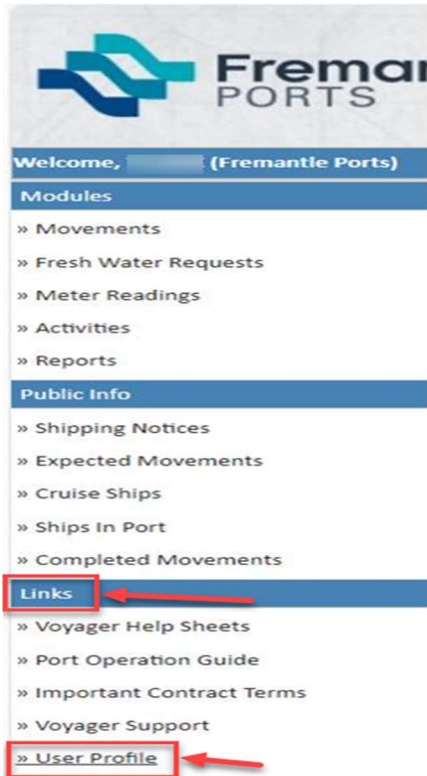 Freman
PORTS
Welcome, (Fremantle Ports)
Modules
» Movements
» Fresh Water Requests
» Meter Readings
» Activities
» Reports
Public Info
» Shipping Notices
» Expected Movements
» Cruise Ships
» Ships In Port
» Completed Movements
Links
» Voyager Help Sheets
» Port Operation Guide
» Important Contract Terms
» Voyager Support
» User Profile